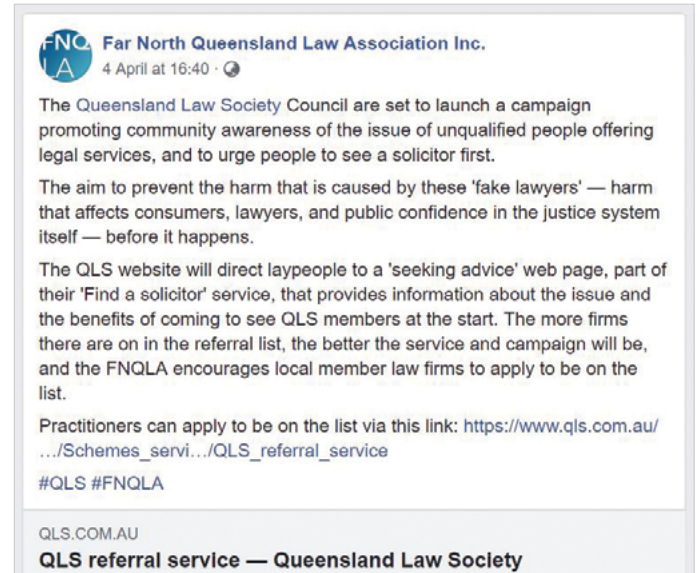 FNQ
LA
Far North Queensland Law Association Inc.
4 April at 16:40 ·
The Queensland Law Society Council are set to launch a campaign
promoting community awareness of the issue of unqualified people offering
legal services, and to urge people to see a solicitor first.
The aim to prevent the harm that is caused by these 'fake lawyers' — harm
that affects consumers, lawyers, and public confidence in the justice system
itself — before it happens.
The QLS website will direct laypeople to a 'seeking advice' web page, part of
their 'Find a solicitor' service, that provides information about the issue and
the benefits of coming to see QLS members at the start. The more firms
there are on in the referral list, the better the service and campaign will be,
and the FNQLA encourages local member law firms to apply to be on the
list.
Practitioners can apply to be on the list via this link: https://www.qls.com.au/
…/Schemes_servi…/QLS_referral_service
#QLS #FNQLA
QLS.COM.AU
QLS referral service — Queensland Law Society